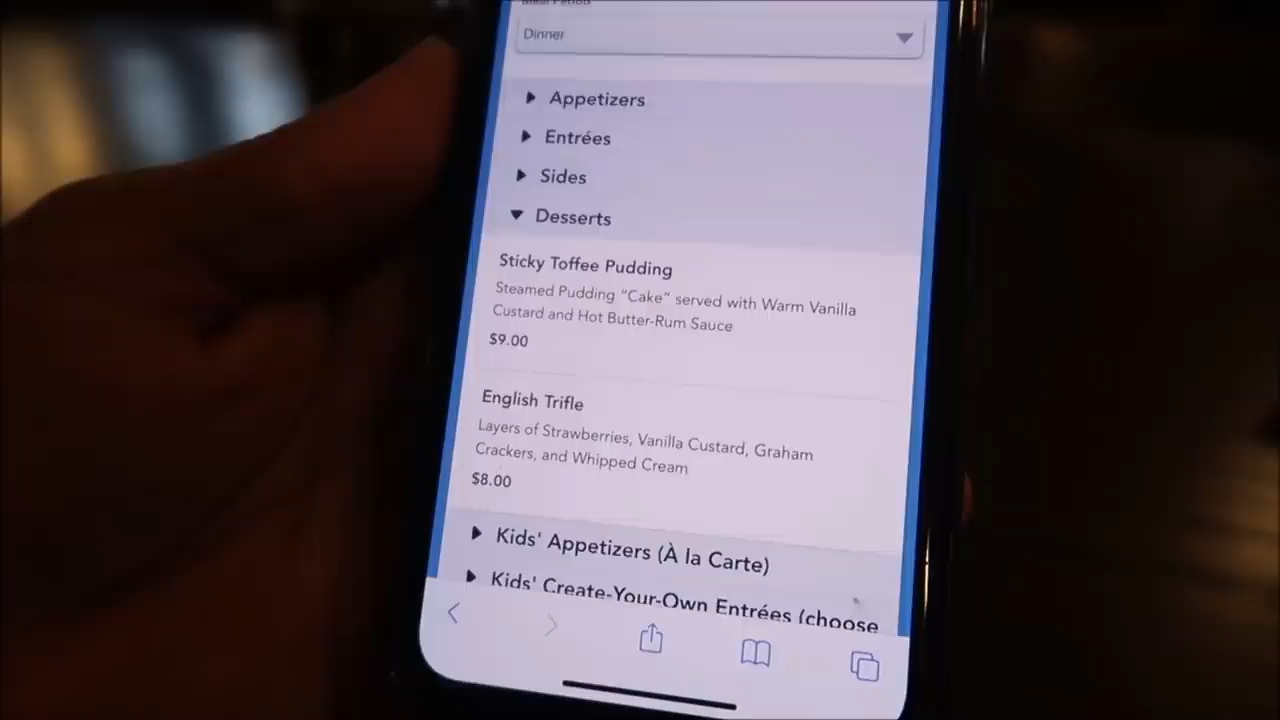 Meal Period
Dinner
Appetizers
Entrées
Sides
Desserts
Sticky Toffee Pudding
Steamed Pudding “Cake” served with Warm Vanilla
Custard and Hot Butter-Rum Sauce
$9.00
English Trifle
Layers of Strawberries, Vanilla Custard, Graham
Crackers, and Whipped Cream
$8.00
Kids' Appetizers (À la Carte)
Kids' Create-Your-Own Entrées (choose